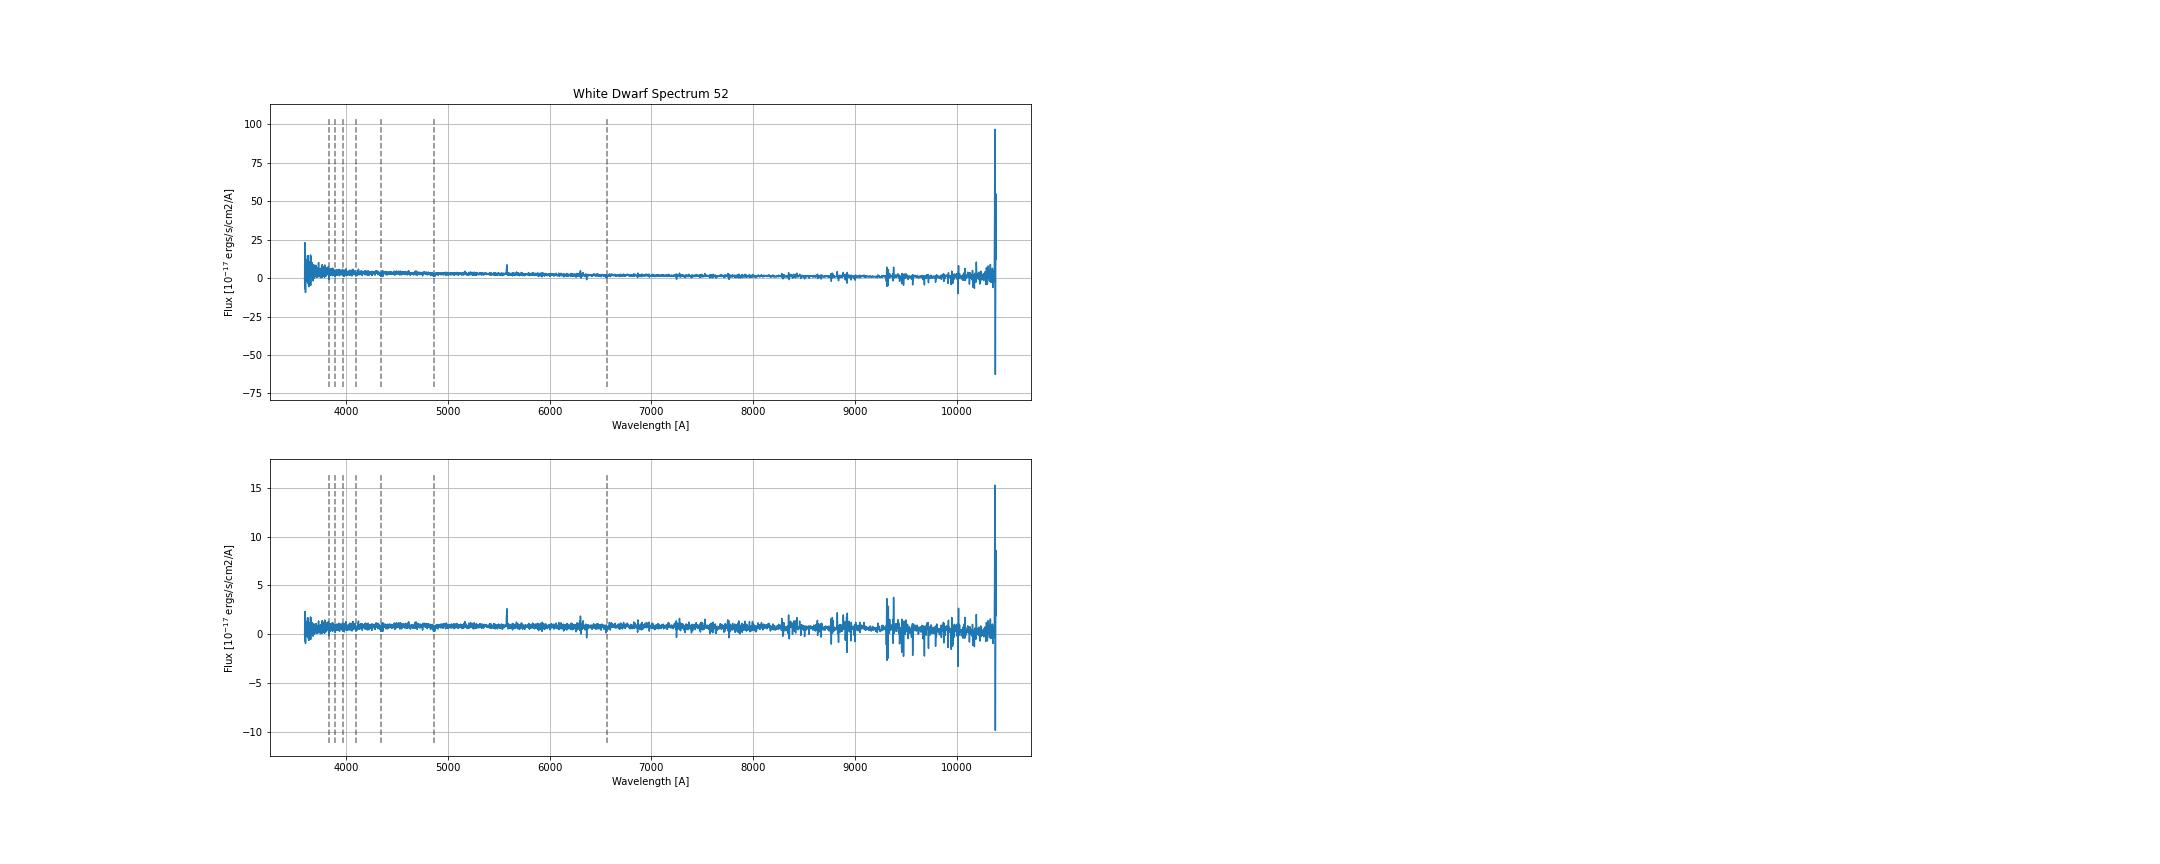 White Dwarf Spectrum 52
100
75
50
25
0
−25
−50
−75
Flux [10⁻¹⁷ ergs/s/cm2/A]
4000 5000 6000 7000 8000 9000 10000
Wavelength [A]
15
10
5
0
−5
−10
Flux [10⁻¹⁷ ergs/s/cm2/A]
4000 5000 6000 7000 8000 9000 10000
Wavelength [A]